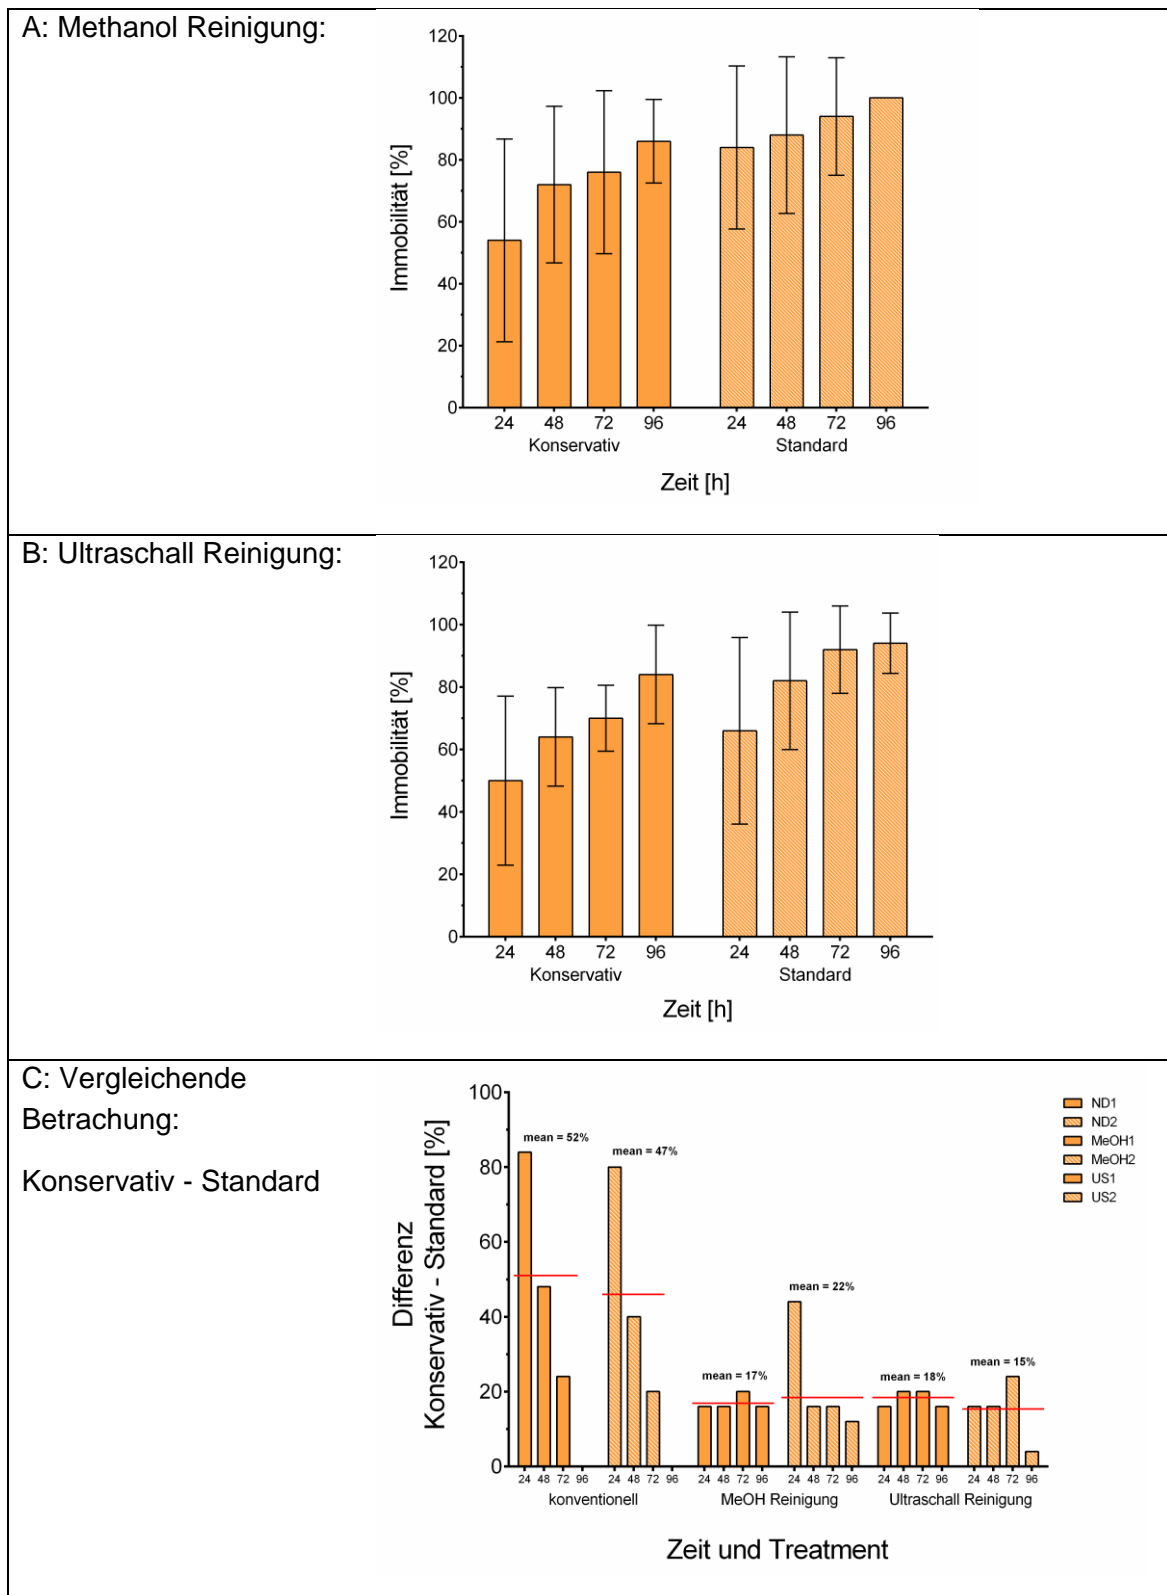 A: Methanol Reinigung:
120
100
80
60
40
20
0
Immobilität [%]
24 48 72 96 24 48 72 96
Konservativ Standard
Zeit [h]
B: Ultraschall Reinigung:
120
100
80
60
40
20
0
Immobilität [%]
24 48 72 96 24 48 72 96
Konservativ Standard
Zeit [h]
C: Vergleichende
Betrachung:
Konservativ - Standard
100
80
60
40
20
0
Differenz
Konservativ - Standard [%]
mean = 52%
mean = 47%
mean = 17%
mean = 22%
mean = 18%
mean = 15%
ND1
ND2
MeOH1
MeOH2
US1
US2
24 48 72 96 24 48 72 96 24 48 72 96 24 48 72 96 24 48 72 96 24 48 72 96
konventionell MeOH Reinigung Ultraschall Reinigung
Zeit und Treatment